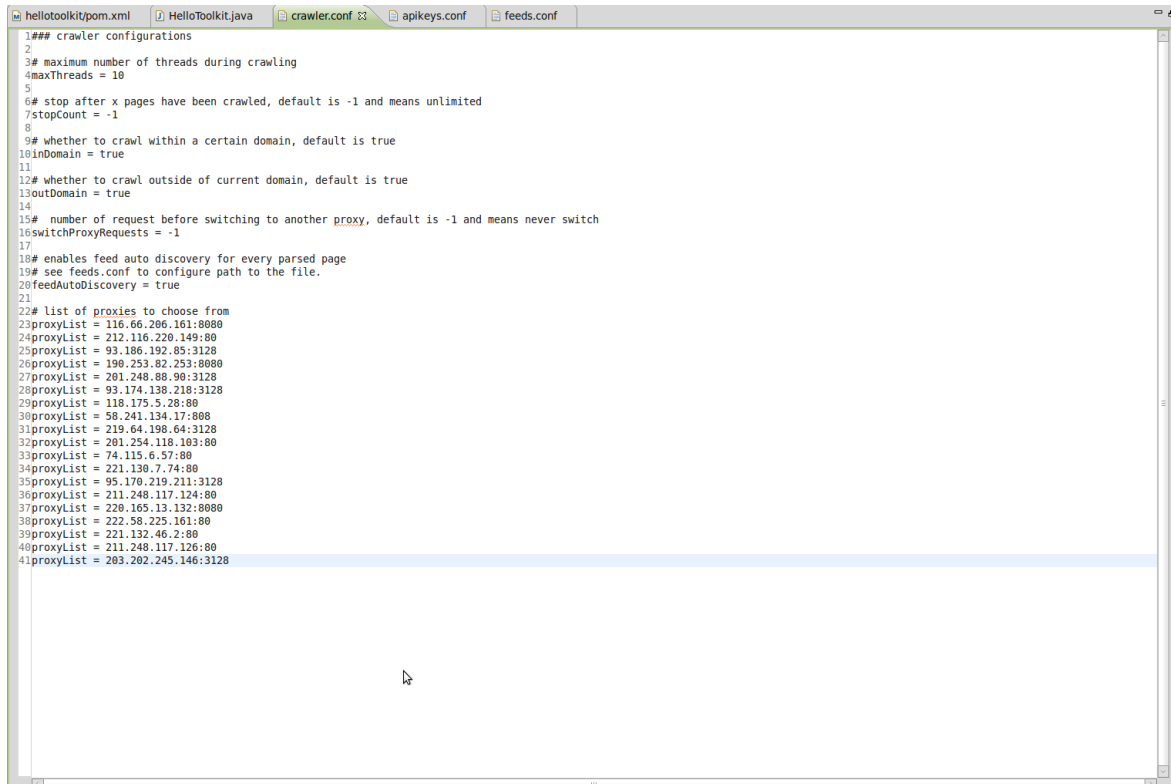 hellotoolkit/pom.xml HelloToolkit.java crawler.conf apikeys.conf feeds.conf
1### crawler configurations
2
3# maximum number of threads during crawling
4maxThreads = 10
5
6# stop after x pages have been crawled, default is -1 and means unlimited
7stopCount = -1
8
9# whether to crawl within a certain domain, default is true
10inDomain = true
11
12# whether to crawl outside of current domain, default is true
13outDomain = true
14
15#  number of request before switching to another proxy, default is -1 and means never switch
16switchProxyRequests = -1
17
18# enables feed auto discovery for every parsed page
19# see feeds.conf to configure path to the file.
20feedAutoDiscovery = true
21
22# list of proxies to choose from
23proxyList = 116.66.206.161:8080
24proxyList = 212.116.220.149:80
25proxyList = 93.186.192.85:3128
26proxyList = 190.253.82.253:8080
27proxyList = 201.248.88.90:3128
28proxyList = 93.174.138.218:3128
29proxyList = 118.175.5.28:80
30proxyList = 58.241.134.17:808
31proxyList = 219.64.198.64:3128
32proxyList = 201.254.118.103:80
33proxyList = 74.115.6.57:80
34proxyList = 221.130.7.74:80
35proxyList = 95.170.219.211:3128
36proxyList = 211.248.117.124:80
37proxyList = 220.165.13.132:8080
38proxyList = 222.58.225.161:80
39proxyList = 221.132.46.2:80
40proxyList = 211.248.117.126:80
41proxyList = 203.202.245.146:3128